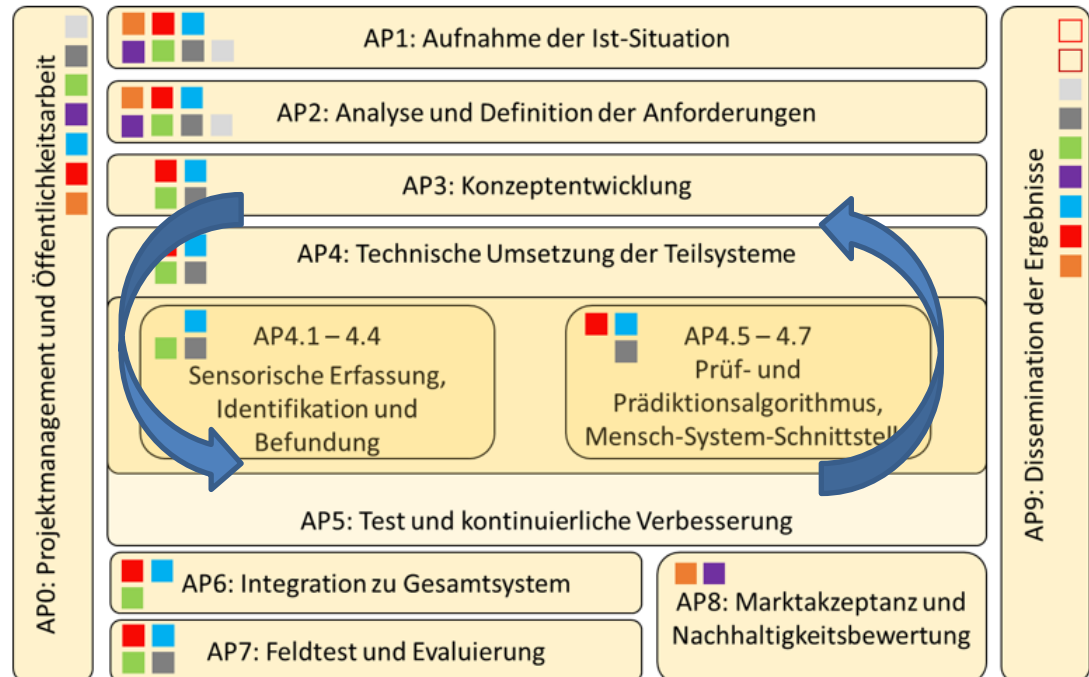 AP0: Projektmanagement und Öffentlichkeitsarbeit
AP1: Aufnahme der Ist-Situation
AP2: Analyse und Definition der Anforderungen
AP3: Konzeptentwicklung
AP4: Technische Umsetzung der Teilsysteme
AP4.1 – 4.4
Sensorische Erfassung,
Identifikation und
Befundung
AP4.5 – 4.7
Prüf- und
Prädiktionsalgorithmus,
Mensch-System-Schnittstell
AP5: Test und kontinuierliche Verbesserung
AP6: Integration zu Gesamtsystem
AP7: Feldtest und Evaluierung
AP8: Marktakzeptanz und
Nachhaltigkeitsbewertung
AP9: Dissemination der Ergebnisse